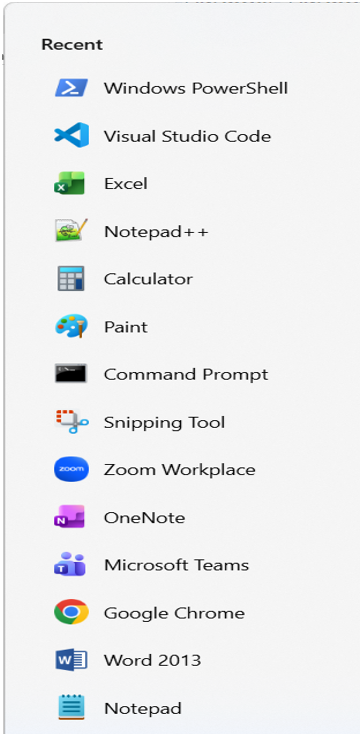 Recent
Windows PowerShell
Visual Studio Code
Excel
Notepad++
Calculator
Paint
Command Prompt
Snipping Tool
zoom Zoom Workplace
OneNote
Microsoft Teams
Google Chrome
Word 2013
Notepad